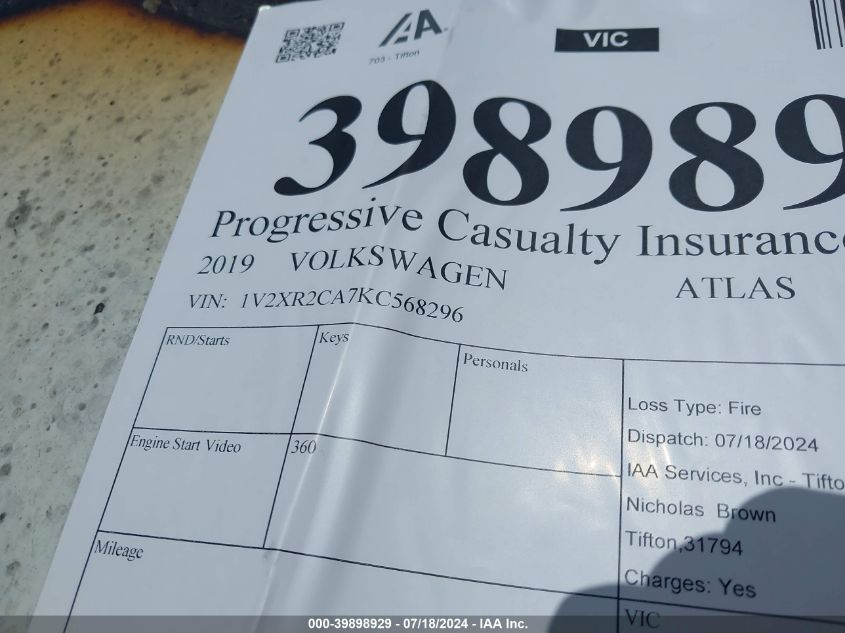 IAA
703 - Tifton
VIC
398989
Progressive Casualty Insurance
2019 VOLKSWAGEN ATLAS
VIN: 1V2XR2CA7KC568296
RND/Starts
Keys
Personals
Engine Start Video
360
Mileage
Loss Type: Fire
Dispatch: 07/18/2024
IAA Services, Inc - Tifto
Nicholas Brown
Tifton,31794
Charges: Yes
VIC
000-39898929 - 07/18/2024 - IAA Inc.